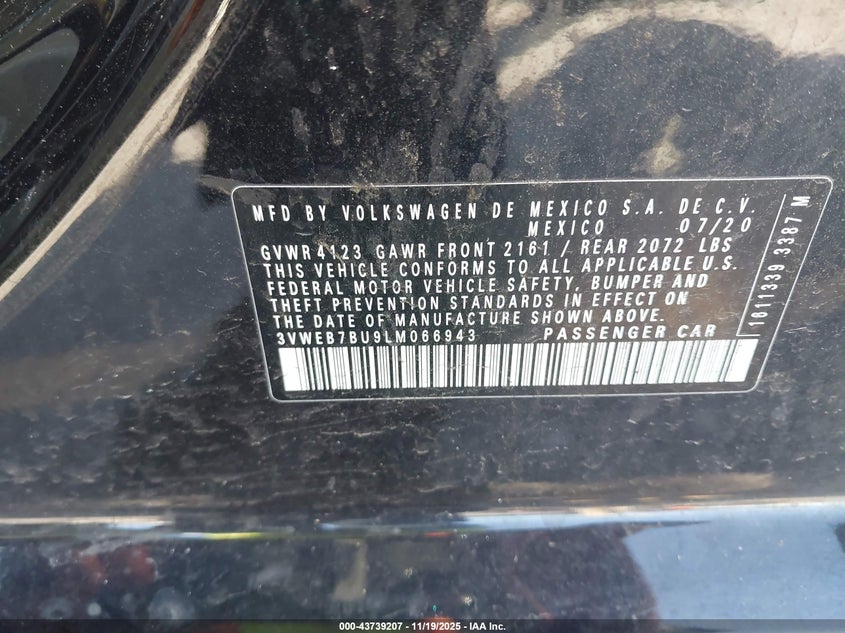 MFD BY VOLKSWAGEN DE MEXICO S.A. DE C.V.
MEXICO 07/20
GVWR4123 GAWR FRONT 2161 / REAR 2072 LBS
THIS VEHICLE CONFORMS TO ALL APPLICABLE U.S.
FEDERAL MOTOR VEHICLE SAFETY, BUMPER AND
THEFT PREVENTION STANDARDS IN EFFECT ON
THE DATE OF MANUFACTURE SHOWN ABOVE.
3VWEB7BU9LM066943 PASSENGER CAR
1811339 3387 M
000-43739207 - 11/19/2025 - IAA Inc.